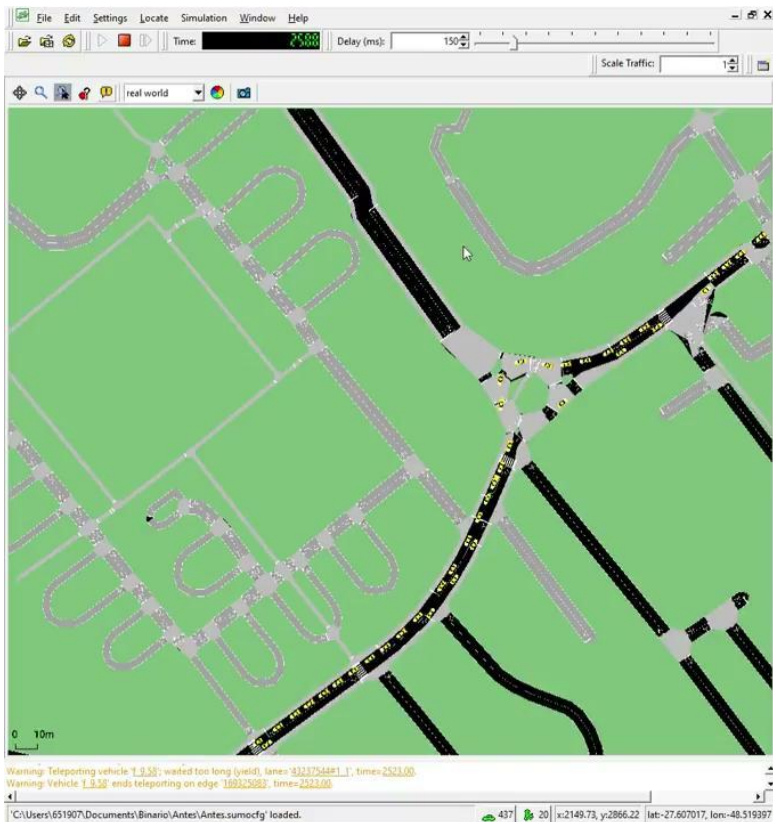 File Edit Settings Locate Simulation Window Help
Time: 2588 Delay (ms): 150
Scale Traffic: 1
real world
0 10m
Warning: Teleporting vehicle 'f_9.58'; waited too long (yield), lane='43237544#1_1', time=2523.00.
Warning: Vehicle 'f_9.58' ends teleporting on edge '169325083', time=2523.00.
'C:\Users\651907\Documents\Binario\Antes\Antes.sumocfg' loaded. 437 20 x:2149.73, y:2866.22 lat:-27.607017, lon:-48.519397